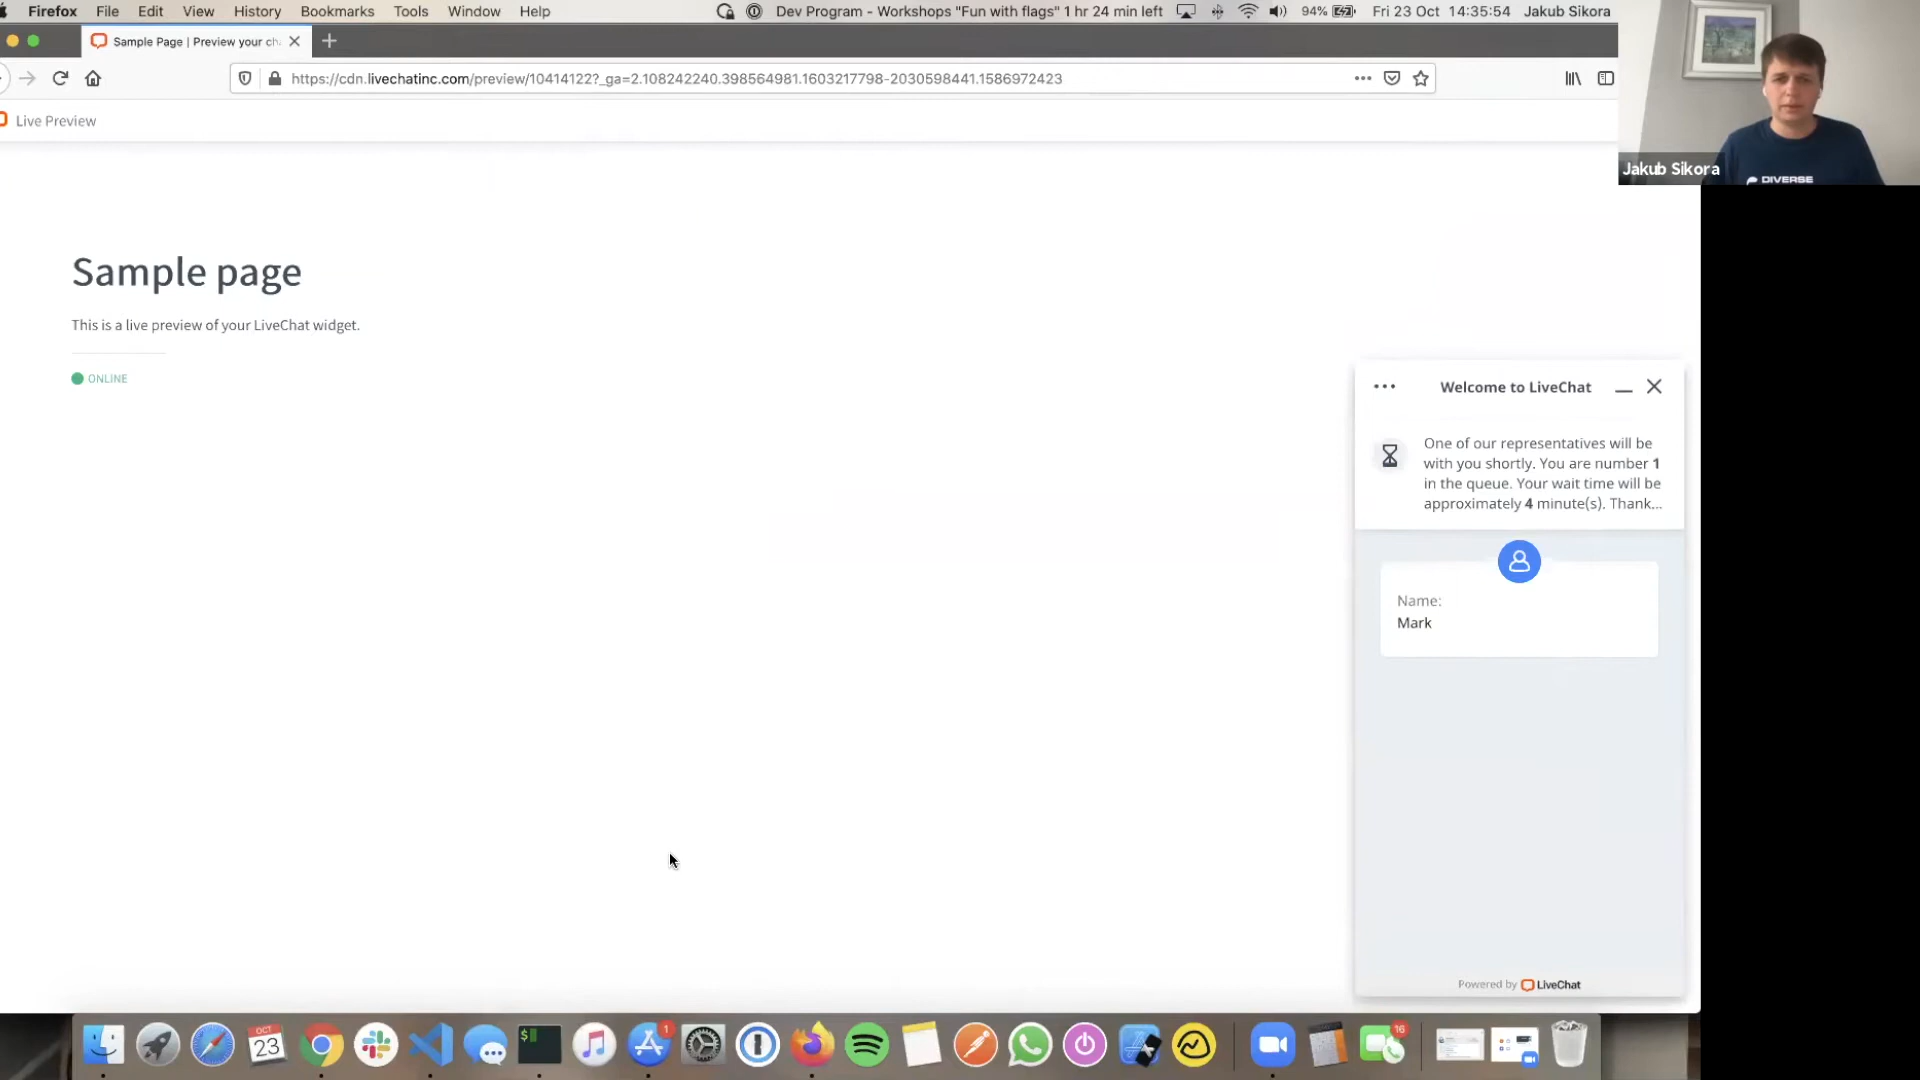 Firefox File Edit View History Bookmarks Tools Window Help Dev Program - Workshops "Fun with flags" 1 hr 24 min left 94% Fri 23 Oct 14:35:54 Jakub Sikora
Sample Page | Preview your ch
https://cdn.livechatinc.com/preview/10414122?_ga=2.108242240.398564981.1603217798-2030598441.1586972423
Live Preview
Jakub Sikora
DIVERSE
Sample page
This is a live preview of your LiveChat widget.
ONLINE
Welcome to LiveChat
One of our representatives will be
with you shortly. You are number 1
in the queue. Your wait time will be
approximately 4 minute(s). Thank...
Name:
Mark
Powered by LiveChat
OCT
23
$
1
16